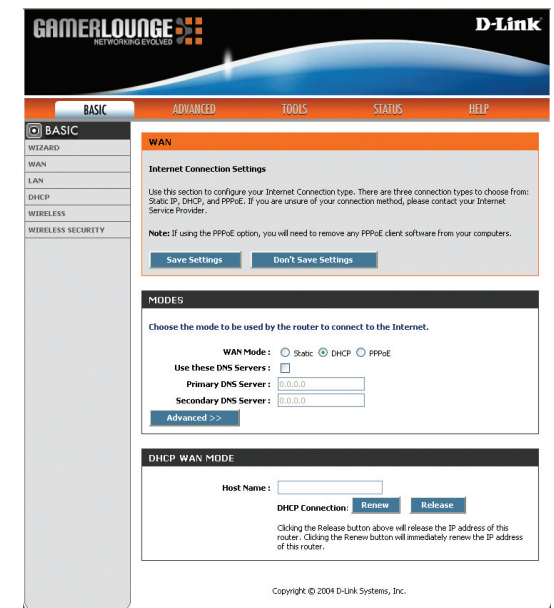 GAMERLOUNGE
NETWORKING EVOLVED
D-Link
BASIC
ADVANCED
TOOLS
STATUS
HELP
BASIC
WIZARD
WAN
LAN
DHCP
WIRELESS
WIRELESS SECURITY
WAN
Internet Connection Settings
Use this section to configure your Internet Connection type. There are three connection types to choose from:
Static IP, DHCP, and PPPoE. If you are unsure of your connection method, please contact your Internet
Service Provider.
Note: If using the PPPoE option, you will need to remove any PPPoE client software from your computers.
Save Settings
Don't Save Settings
MODES
Choose the mode to be used by the router to connect to the Internet.
WAN Mode : Static DHCP PPPoE
Use these DNS Servers :
Primary DNS Server : 0.0.0.0
Secondary DNS Server : 0.0.0.0
Advanced >>
DHCP WAN MODE
Host Name :
DHCP Connection: Renew Release
Clicking the Release button above will release the IP address of this
router. Clicking the Renew button will immediately renew the IP address
of this router.
Copyright © 2004 D-Link Systems, Inc.